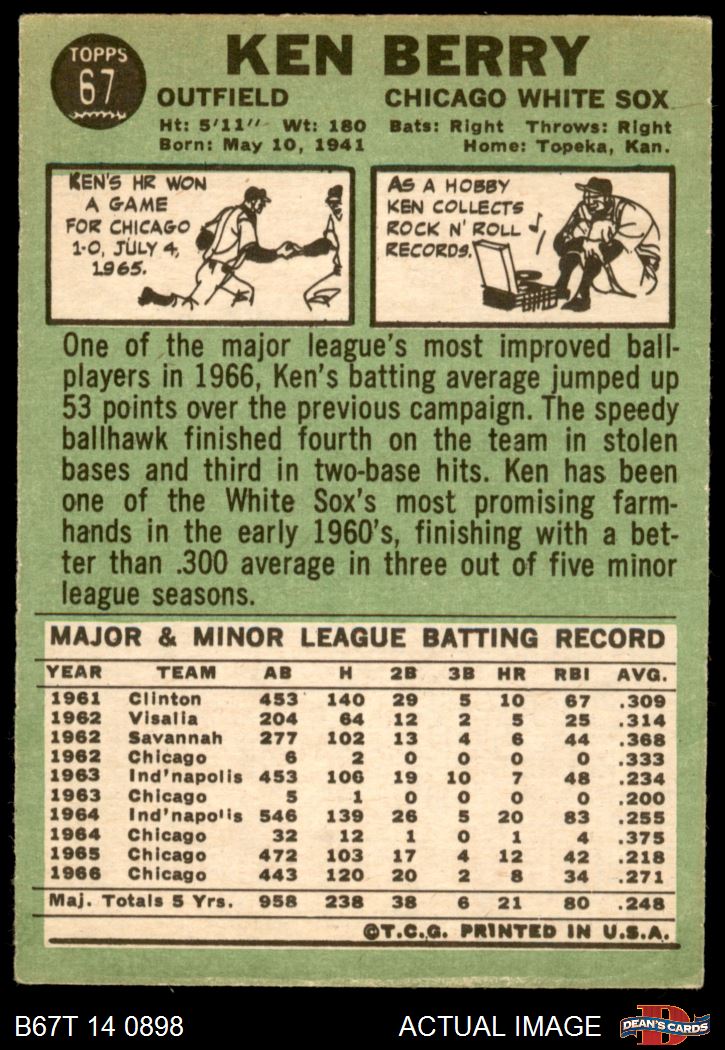 TOPPS
67
KEN BERRY
OUTFIELD CHICAGO WHITE SOX
Ht: 5'11" Wt: 180 Bats: Right Throws: Right
Born: May 10, 1941 Home: Topeka, Kan.
KEN'S HR WON
A GAME
FOR CHICAGO
1-0, JULY 4,
1965.
AS A HOBBY
KEN COLLECTS
ROCK N' ROLL
RECORDS.
One of the major league's most improved ball-
players in 1966, Ken's batting average jumped up
53 points over the previous campaign. The speedy
ballhawk finished fourth on the team in stolen
bases and third in two-base hits. Ken has been
one of the White Sox's most promising farm-
hands in the early 1960's, finishing with a bet-
ter than .300 average in three out of five minor
league seasons.
MAJOR & MINOR LEAGUE BATTING RECORD
YEAR TEAM AB H 2B 3B HR RBI AVG.
1961 Clinton 453 140 29 5 10 67 .309
1962 Visalia 204 64 12 2 5 25 .314
1962 Savannah 277 102 13 4 6 44 .368
1962 Chicago 6 2 0 0 0 0 .333
1963 Ind'napolis 453 106 19 10 7 48 .234
1963 Chicago 5 1 0 0 0 0 .200
1964 Ind'napolis 546 139 26 5 20 83 .255
1964 Chicago 32 12 1 0 1 4 .375
1965 Chicago 472 103 17 4 12 42 .218
1966 Chicago 443 120 20 2 8 34 .271
Maj. Totals 5 Yrs. 958 238 38 6 21 80 .248
©T.C.G. PRINTED IN U.S.A.
B67T 14 0898 ACTUAL IMAGE D DEAN'S CARDS